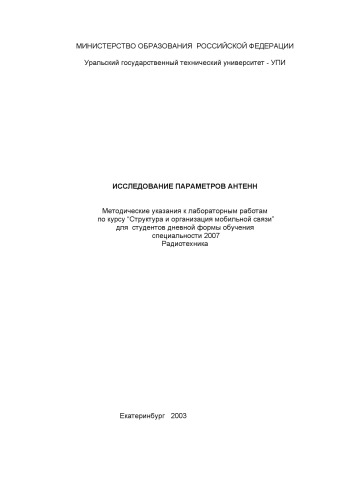 МИНИСТЕРСТВО ОБРАЗОВАНИЯ РОССИЙСКОЙ ФЕДЕРАЦИИ
Уральский государственный технический университет - УПИ
ИССЛЕДОВАНИЕ ПАРАМЕТРОВ АНТЕНН
Методические указания к лабораторным работам
по курсу "Структура и организация мобильной связи"
для студентов дневной формы обучения
специальности 2007
Радиотехника
Екатеринбург 2003